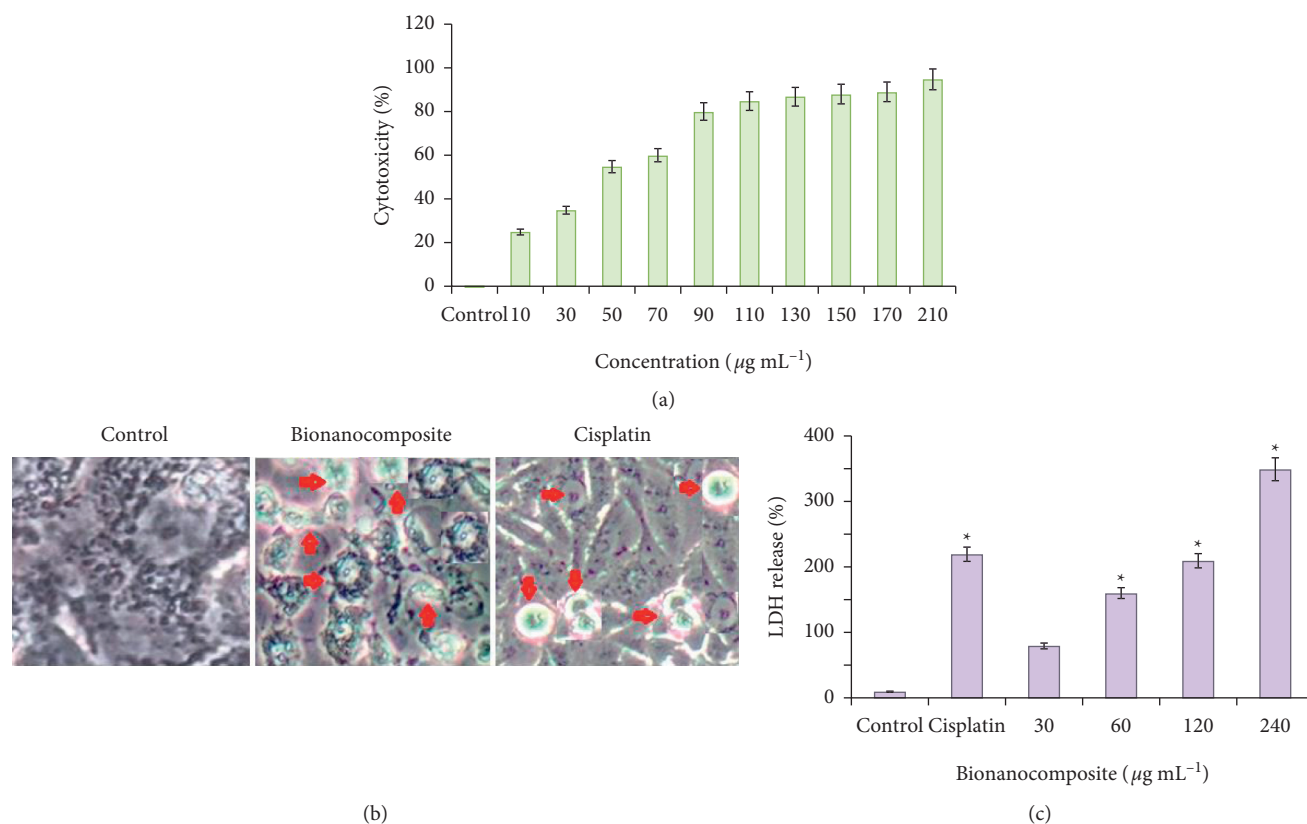 120
100
80
60
40
20
0
Cytotoxicity (%)
Control 10 30 50 70 90 110 130 150 170 210
Concentration (µg mL⁻¹)
(a)
Control Bionanocomposite Cisplatin
(b)
400
300
200
100
0
LDH release (%)
* * * *
Control Cisplatin 30 60 120 240
Bionanocomposite (µg mL⁻¹)
(c)